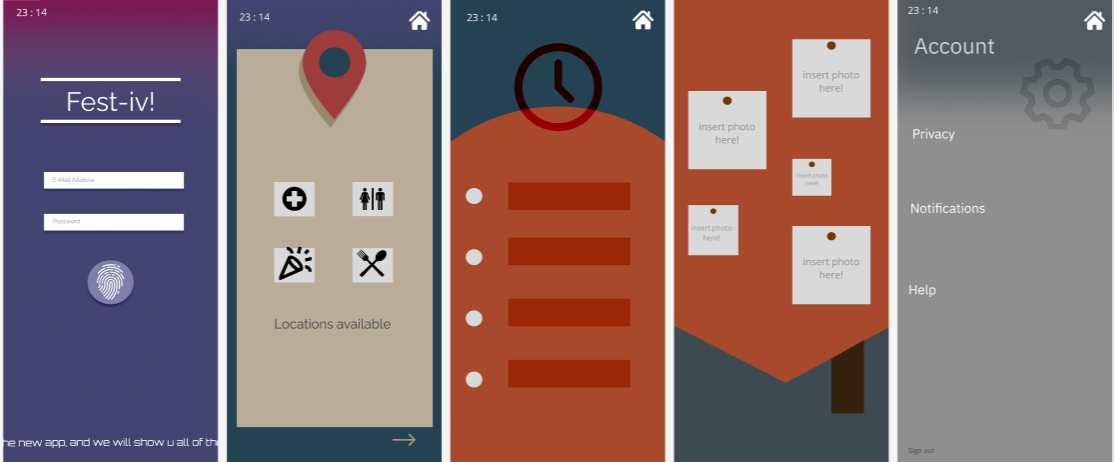 23 : 14
Fest-iv!
E-Mail Address
Password
he new app, and we will show u all of the
23 : 14
Locations available
23 : 14
insert photo
here!
insert photo
here!
insert photo
here!
insert photo
here!
insert photo
here!
23 : 14
Account
Privacy
Notifications
Help
Sign out